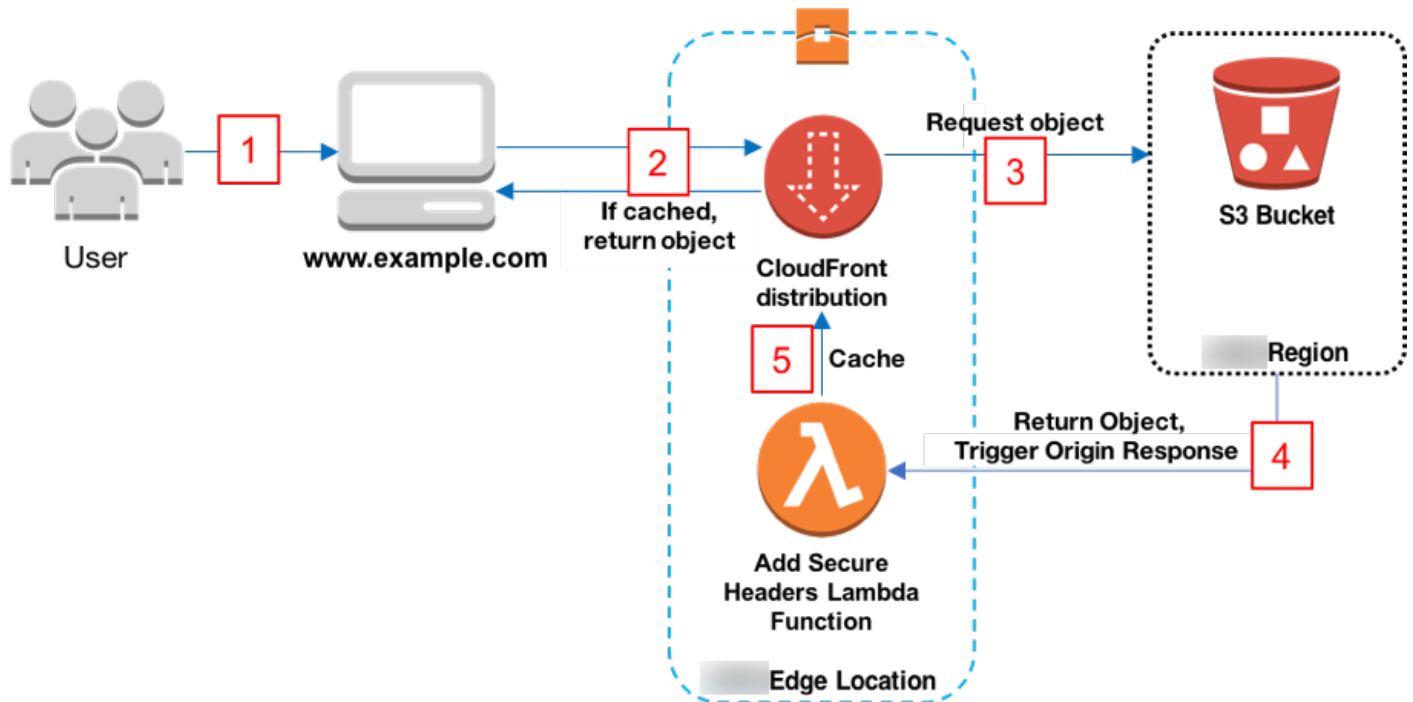 1
2
Request object
3
S3 Bucket
If cached,
return object
User
www.example.com
CloudFront
distribution
5
Cache
Region
Return Object,
Trigger Origin Response
4
λ
Add Secure
Headers Lambda
Function
Edge Location